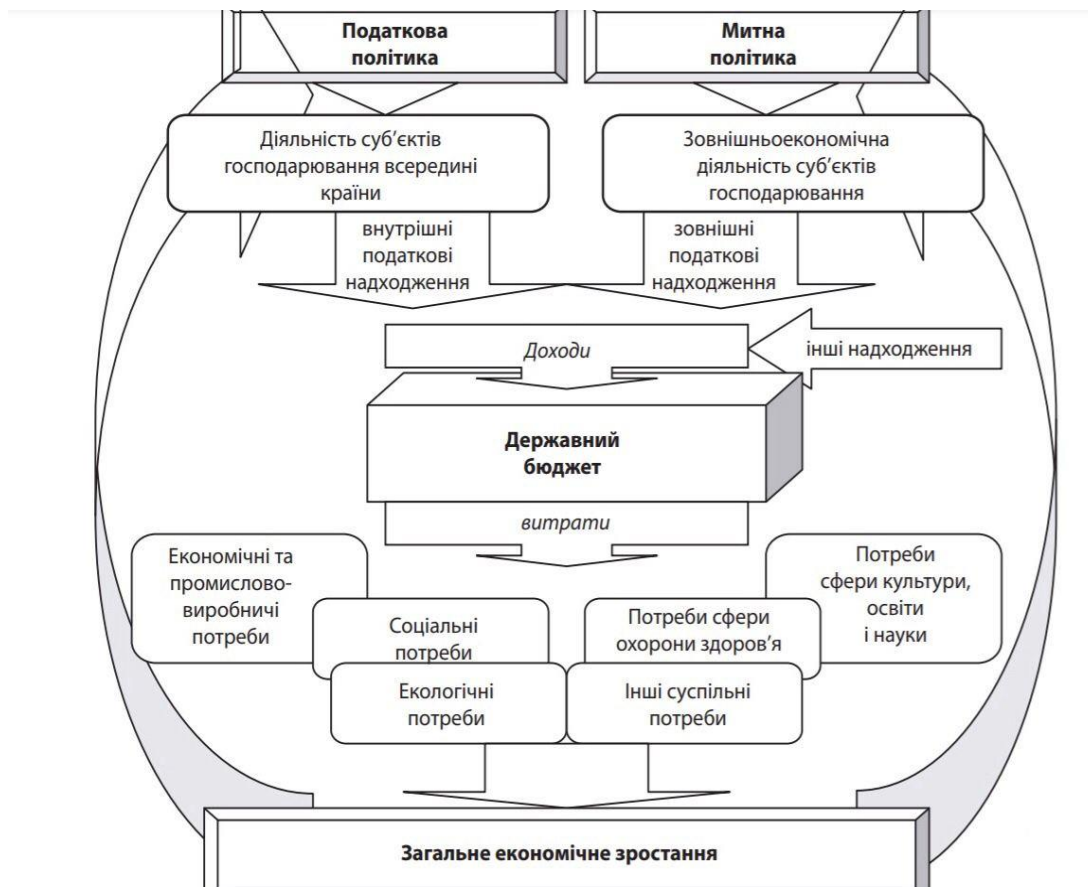 Податкова
політика
Митна
політика
Діяльність суб’єктів
господарювання всередині
країни
Зовнішньоекономічна
діяльність суб’єктів
господарювання
внутрішні
податкові
надходження
зовнішні
податкові
надходження
Доходи
інші надходження
Державний
бюджет
витрати
Економічні та
промислово-
виробничі
потреби
Соціальні
потреби
Потреби сфери
охорони здоров’я
Потреби
сфери культури,
освіти
і науки
Екологічні
потреби
Інші суспільні
потреби
Загальне економічне зростання